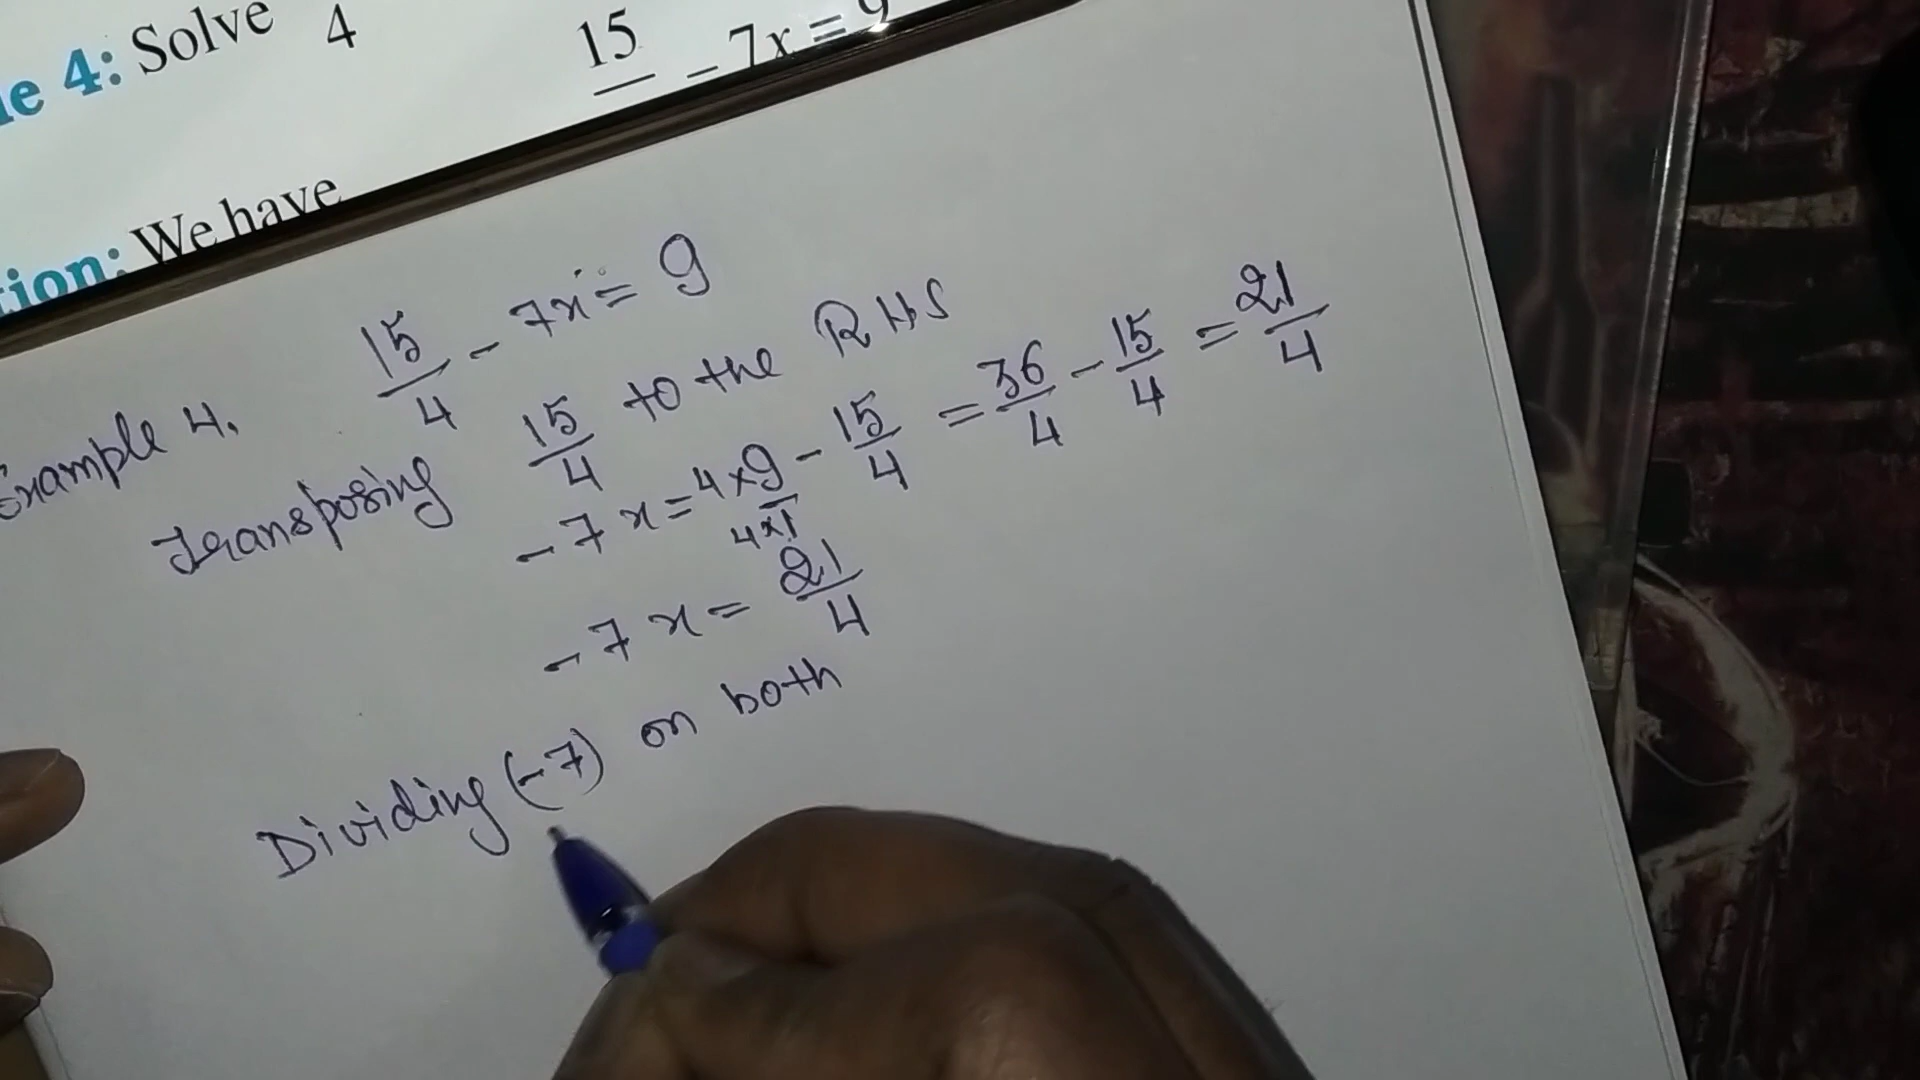 e 4: Solve 4 15 - 7x = 9
tion: We have
Example 4. 15/4 - 7x = 9
Transposing 15/4 to the RHS
- 7x = 4×9/4×1 - 15/4 = 36/4 - 15/4 = 21/4
- 7x = 21/4
Dividing (-7) on both